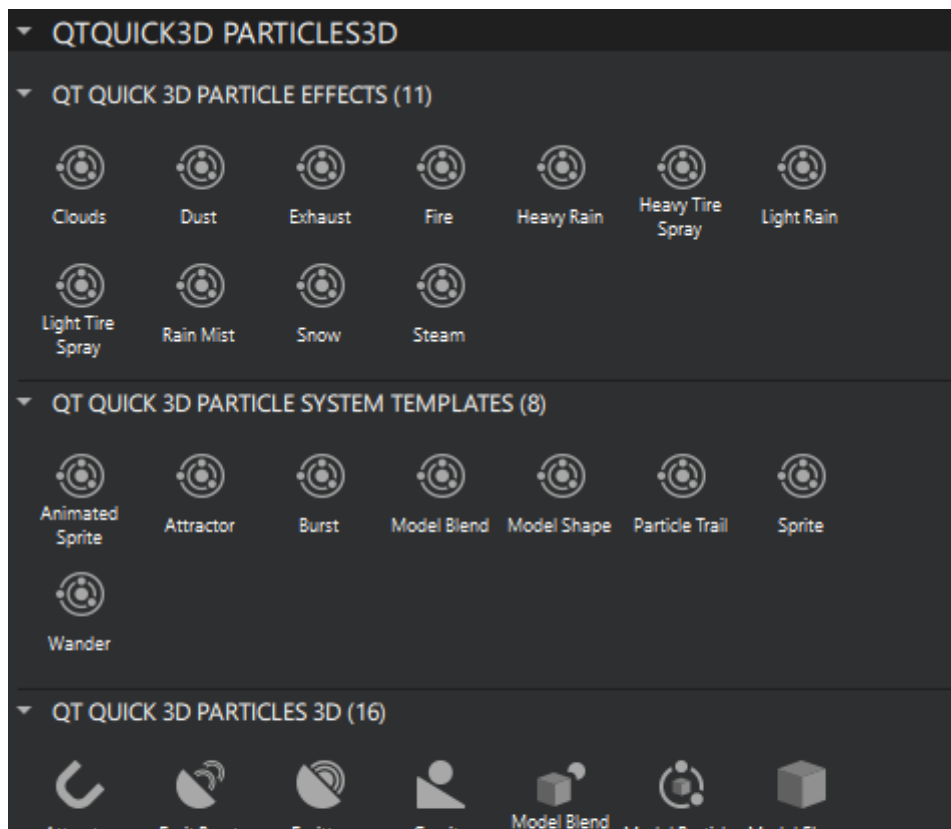 QTQUICK3D PARTICLES3D
QT QUICK 3D PARTICLE EFFECTS (11)
Clouds Dust Exhaust Fire Heavy Rain Heavy Tire Spray Light Rain
Light Tire Spray Rain Mist Snow Steam
QT QUICK 3D PARTICLE SYSTEM TEMPLATES (8)
Animated Sprite Attractor Burst Model Blend Model Shape Particle Trail Sprite
Wander
QT QUICK 3D PARTICLES 3D (16)
Model Blend